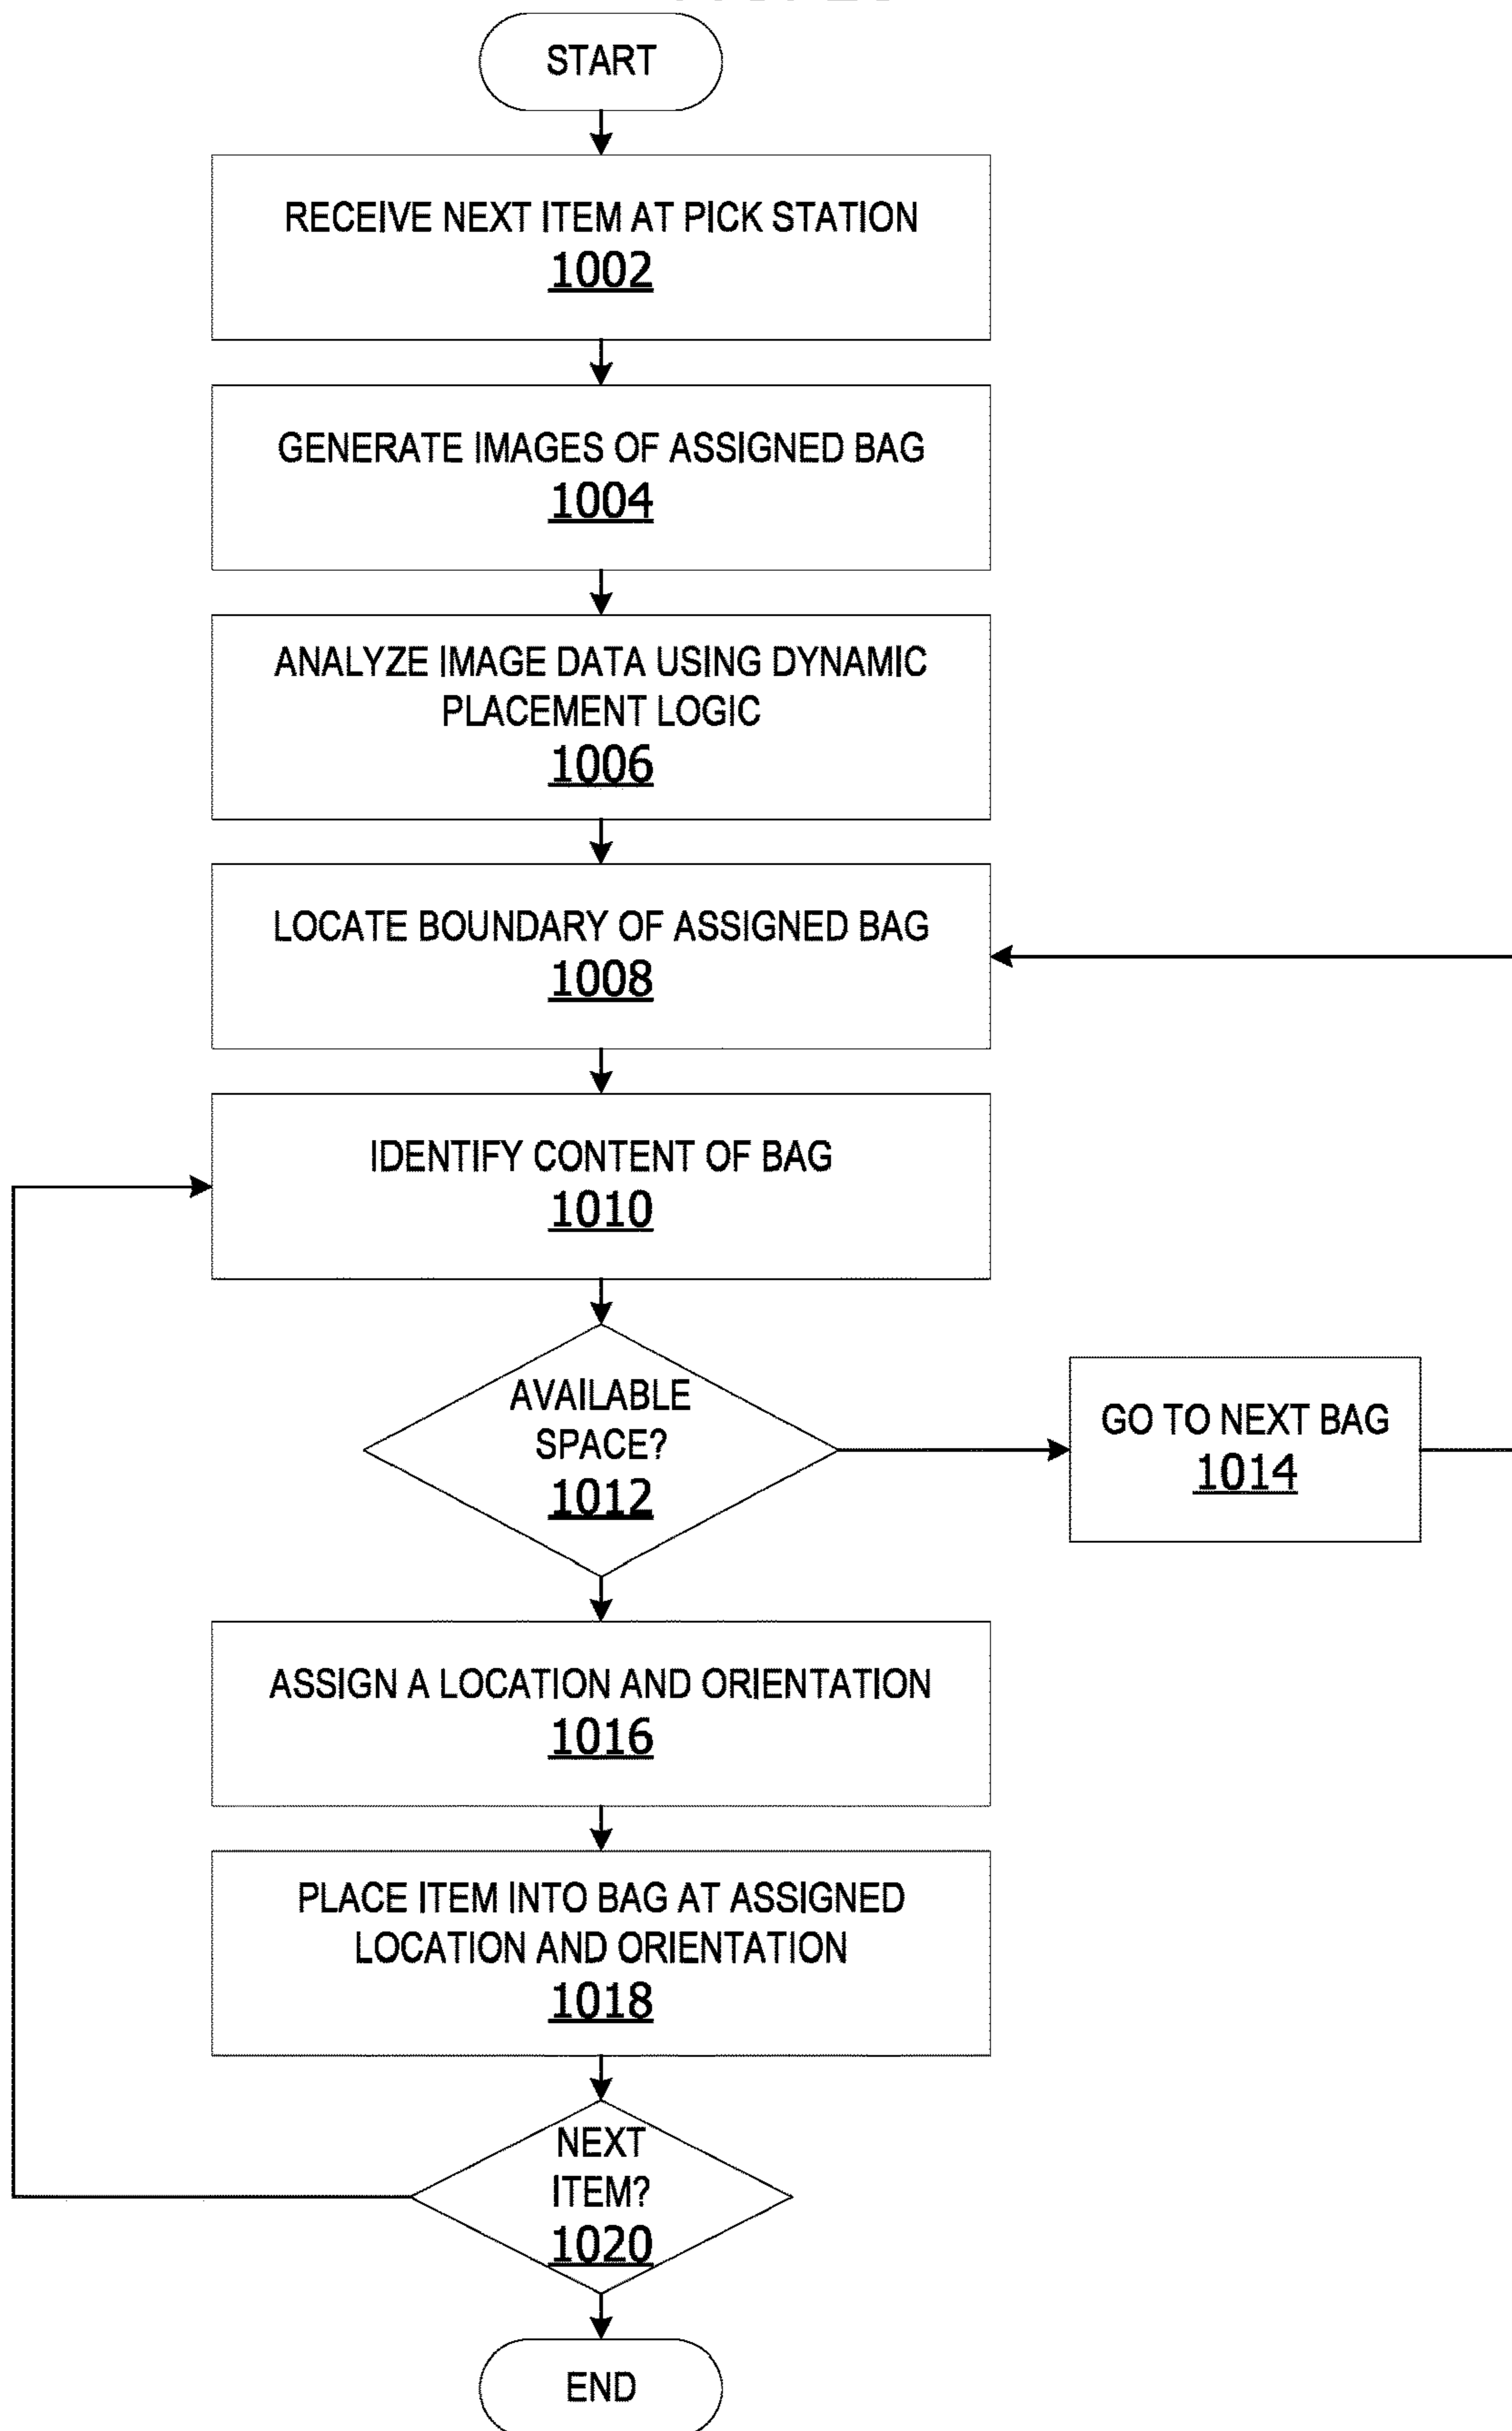 START
RECEIVE NEXT ITEM AT PICK STATION
1002
GENERATE IMAGES OF ASSIGNED BAG
1004
ANALYZE IMAGE DATA USING DYNAMIC
PLACEMENT LOGIC
1006
LOCATE BOUNDARY OF ASSIGNED BAG
1008
IDENTIFY CONTENT OF BAG
1010
AVAILABLE
SPACE?
1012
GO TO NEXT BAG
1014
ASSIGN A LOCATION AND ORIENTATION
1016
PLACE ITEM INTO BAG AT ASSIGNED
LOCATION AND ORIENTATION
1018
NEXT
ITEM?
1020
END